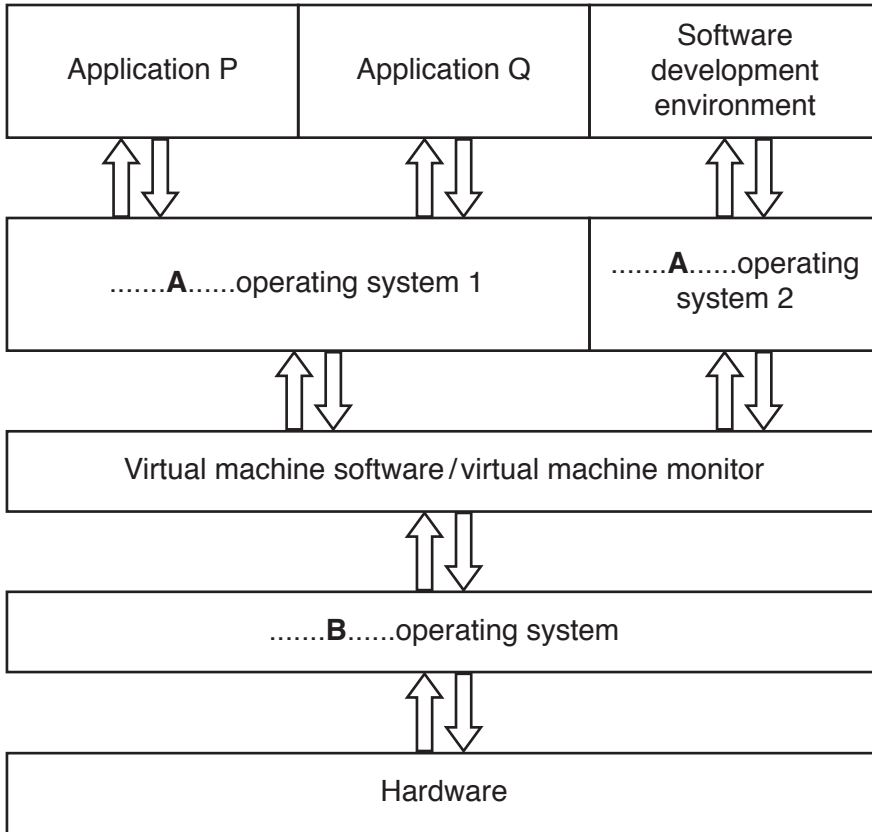 Application P
Application Q
Software
development
environment
.......A......operating system 1
.......A......operating
system 2
Virtual machine software/virtual machine monitor
.......B......operating system
Hardware